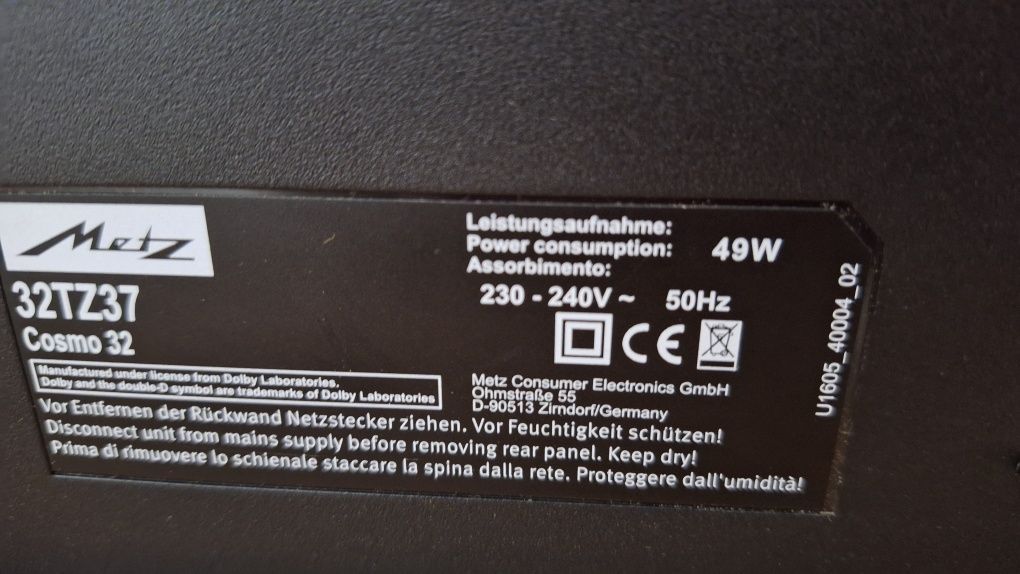 Metz
32TZ37
Cosmo 32
Leistungsaufnahme:
Power consumption: 49W
Assorbimento:
230 - 240V ~ 50Hz
CE
Manufactured under license from Dolby Laboratories.
Dolby and the double-D symbol are trademarks of Dolby Laboratories
Metz Consumer Electronics GmbH
Ohmstraße 55
D-90513 Zirndorf/Germany
Vor Entfernen der Rückwand Netzstecker ziehen. Vor Feuchtigkeit schützen!
Disconnect unit from mains supply before removing rear panel. Keep dry!
Prima di rimuovere lo schienale staccare la spina dalla rete. Proteggere dall'umidità!
U1605_40004_02